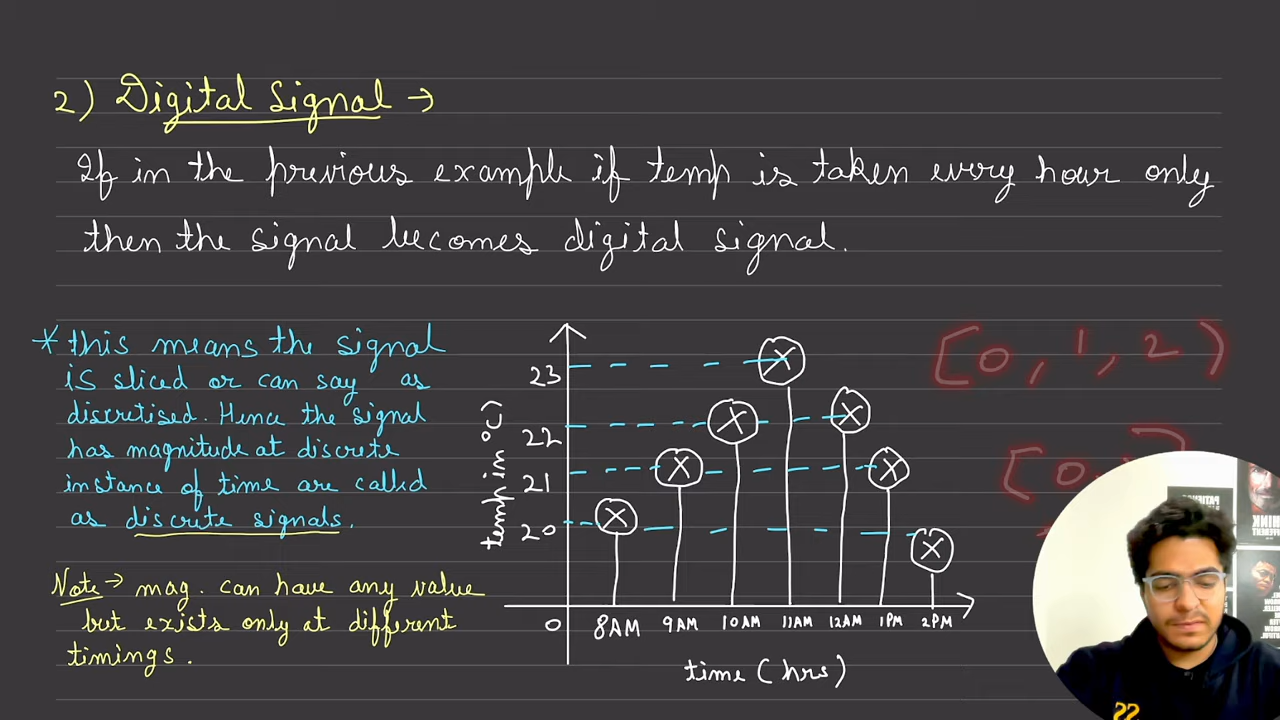 2) Digital Signal →
If in the previous example if temp is taken every hour only
then the signal becomes digital signal.
* this means the signal
is sliced or can say as
discretised. Hence the signal
has magnitude at discrete
instance of time are called
as discrete signals.
Note → mag. can have any value
but exists only at different
timings.
temp in °C)
23
22
21
20
0
8AM 9AM 10AM 11AM 12AM 1PM 2PM
time (hrs)
[0, 1, 2)
[0,